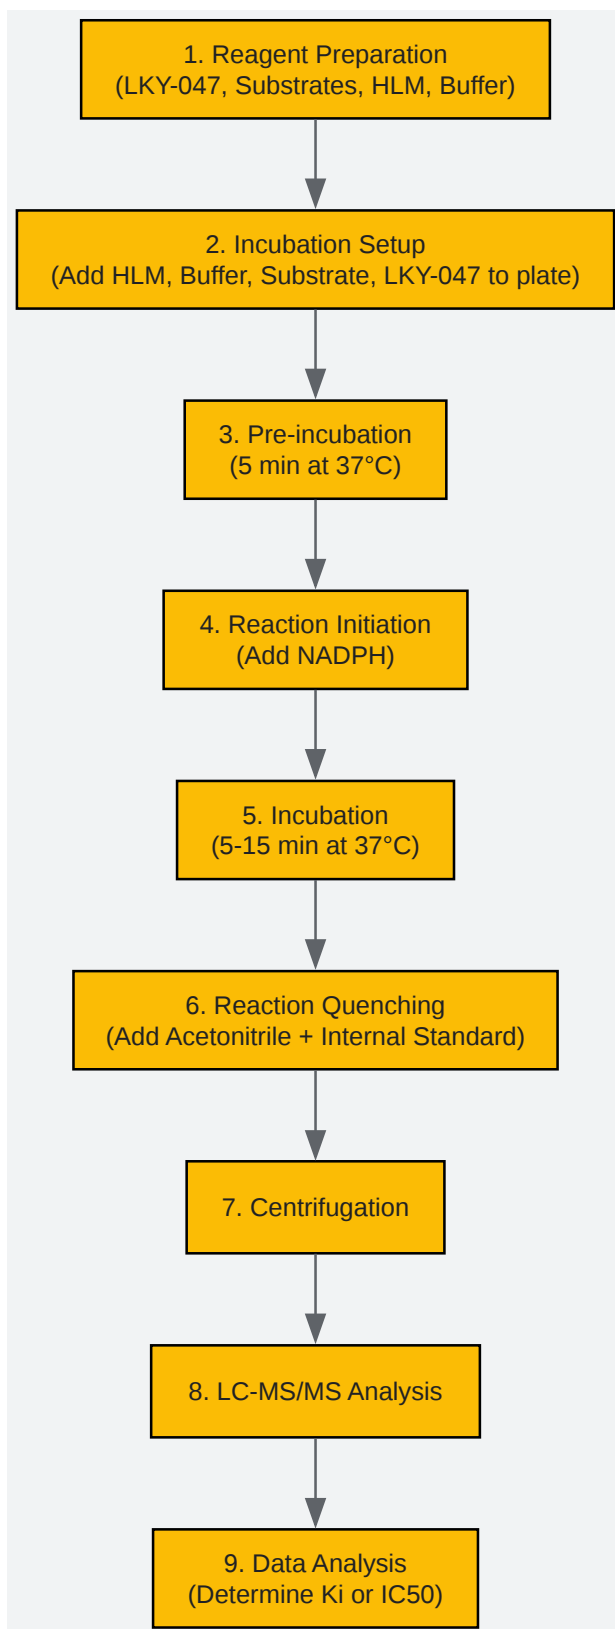 1. Reagent Preparation
(LKY-047, Substrates, HLM, Buffer)
2. Incubation Setup
(Add HLM, Buffer, Substrate, LKY-047 to plate)
3. Pre-incubation
(5 min at 37°C)
4. Reaction Initiation
(Add NADPH)
5. Incubation
(5-15 min at 37°C)
6. Reaction Quenching
(Add Acetonitrile + Internal Standard)
7. Centrifugation
8. LC-MS/MS Analysis
9. Data Analysis
(Determine Ki or IC50)